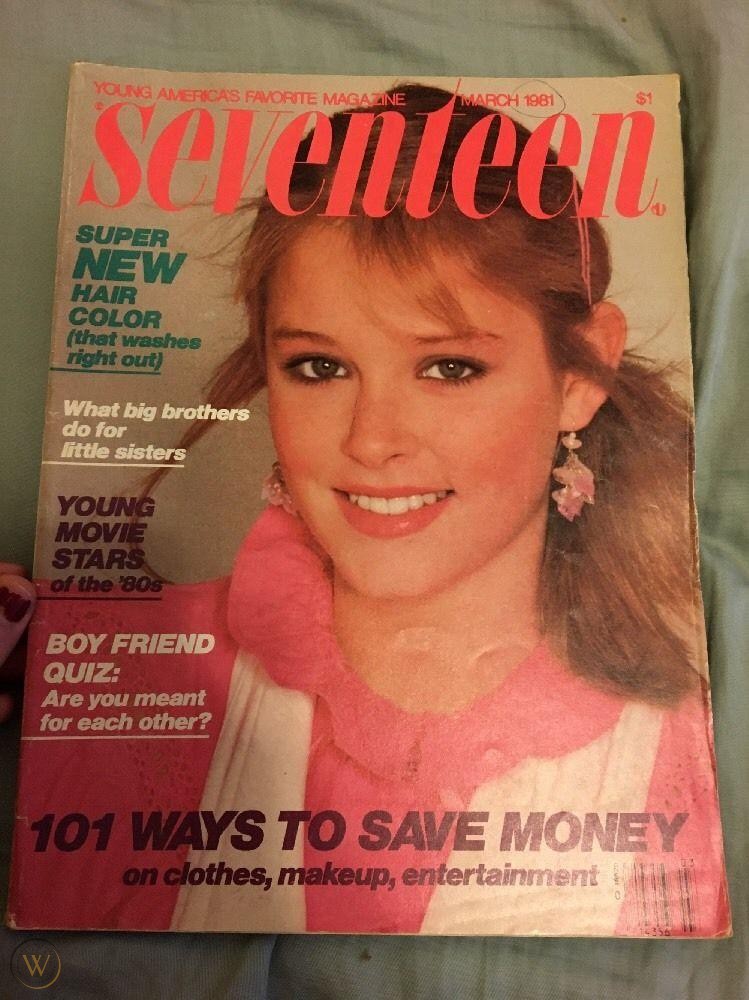 YOUNG AMERICA'S FAVORITE MAGAZINE MARCH 1981 $1
seventeen
SUPER
NEW
HAIR
COLOR
(that washes
right out)
What big brothers
do for
little sisters
YOUNG
MOVIE
STARS
of the '80s
BOY FRIEND
QUIZ:
Are you meant
for each other?
101 WAYS TO SAVE MONEY
on clothes, makeup, entertainment
03
W